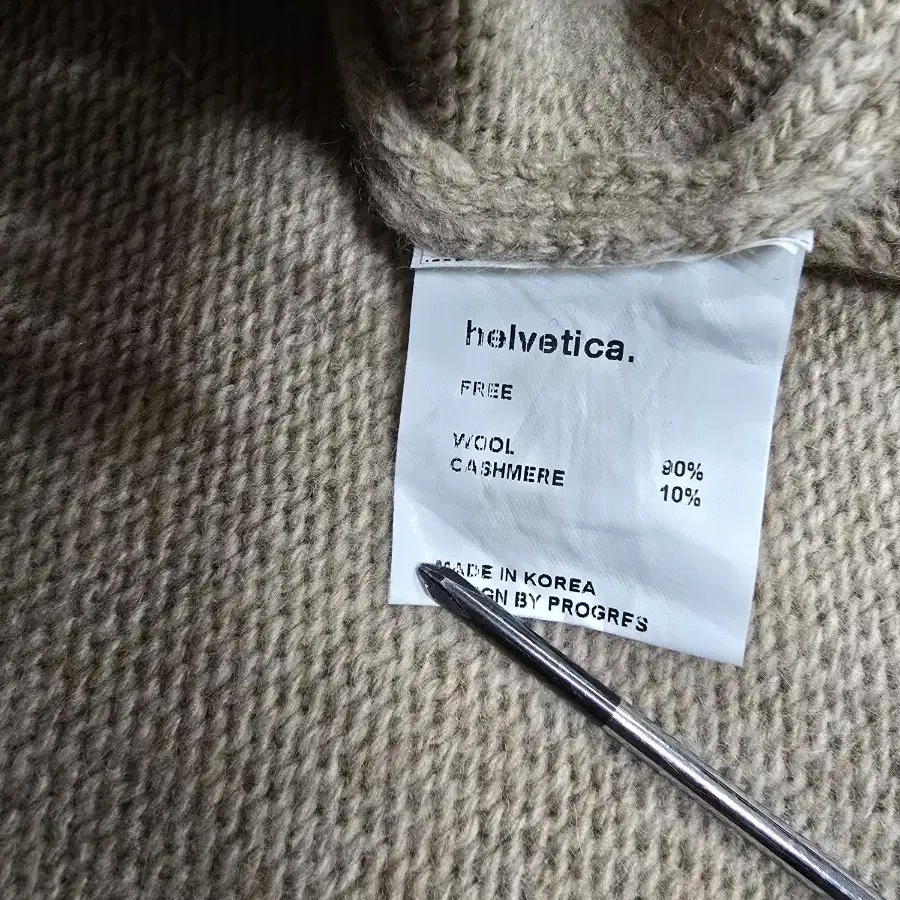 helvetica.
FREE
WOOL 90%
CASHMERE 10%
MADE IN KOREA
BY PROGRES